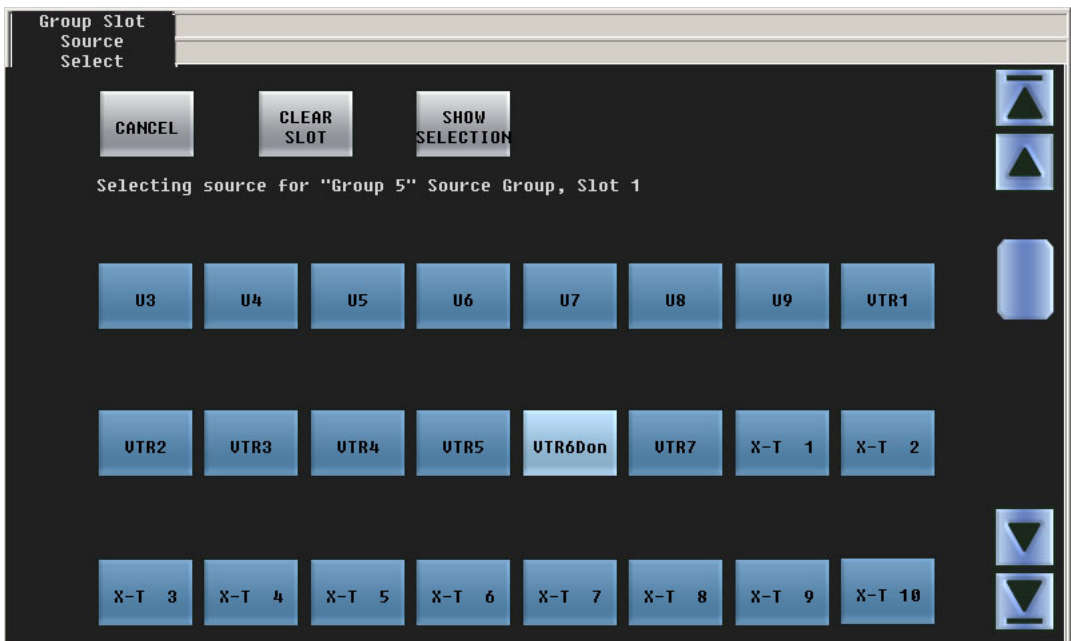 Group Slot
Source
Select
CANCEL
CLEAR
SLOT
SHOW
SELECTION
Selecting source for "Group 5" Source Group, Slot 1
U3 U4 U5 U6 U7 U8 U9 VTR1
VTR2 VTR3 VTR4 VTR5 VTR6Don VTR7 X-T 1 X-T 2
X-T 3 X-T 4 X-T 5 X-T 6 X-T 7 X-T 8 X-T 9 X-T 10